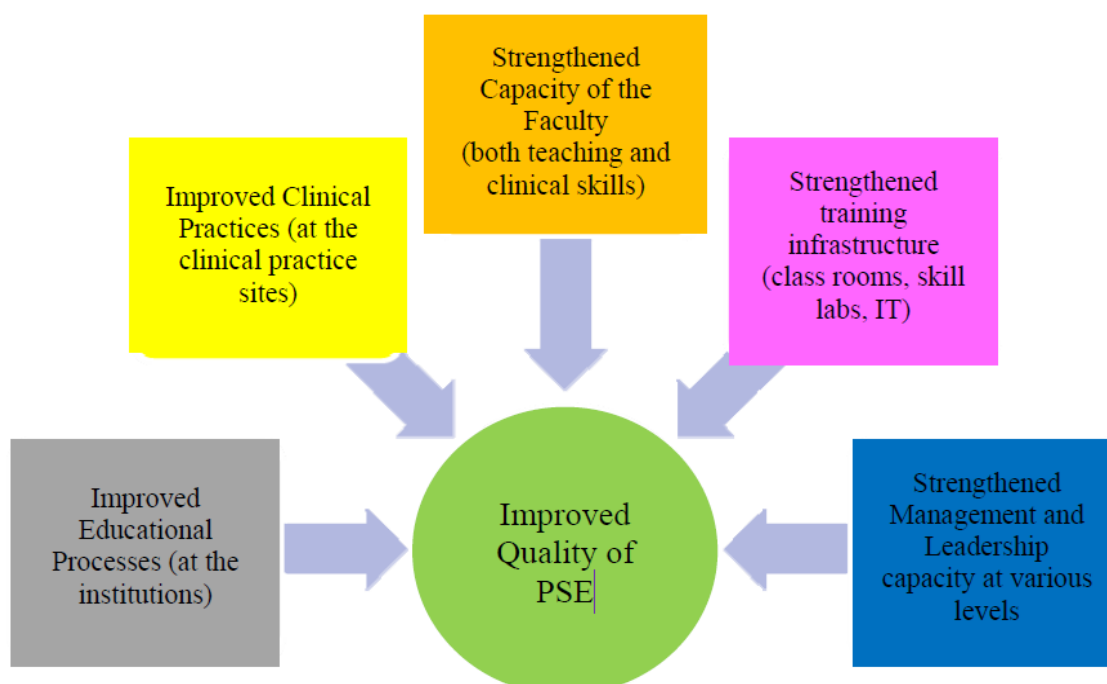 Strengthened
Capacity of the
Faculty
(both teaching and
clinical skills)
Improved Clinical
Practices (at the
clinical practice
sites)
Strengthened
training
infrastructure
(class rooms, skill
labs, IT)
Improved
Educational
Processes (at the
institutions)
Improved
Quality of
PSE
Strengthened
Management and
Leadership
capacity at various
levels